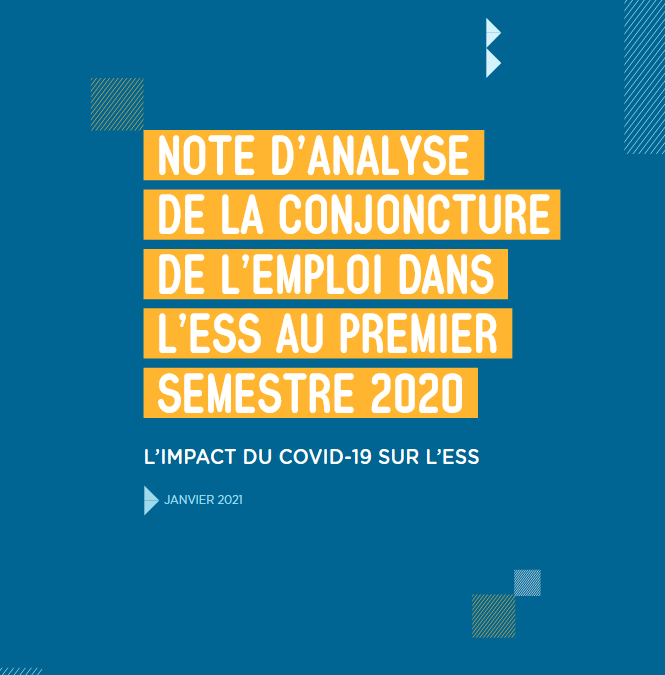 NOTE D’ANALYSE
DE LA CONJONCTURE
DE L’EMPLOI DANS
L’ESS AU PREMIER
SEMESTRE 2020
L’IMPACT DU COVID-19 SUR L’ESS
JANVIER 2021